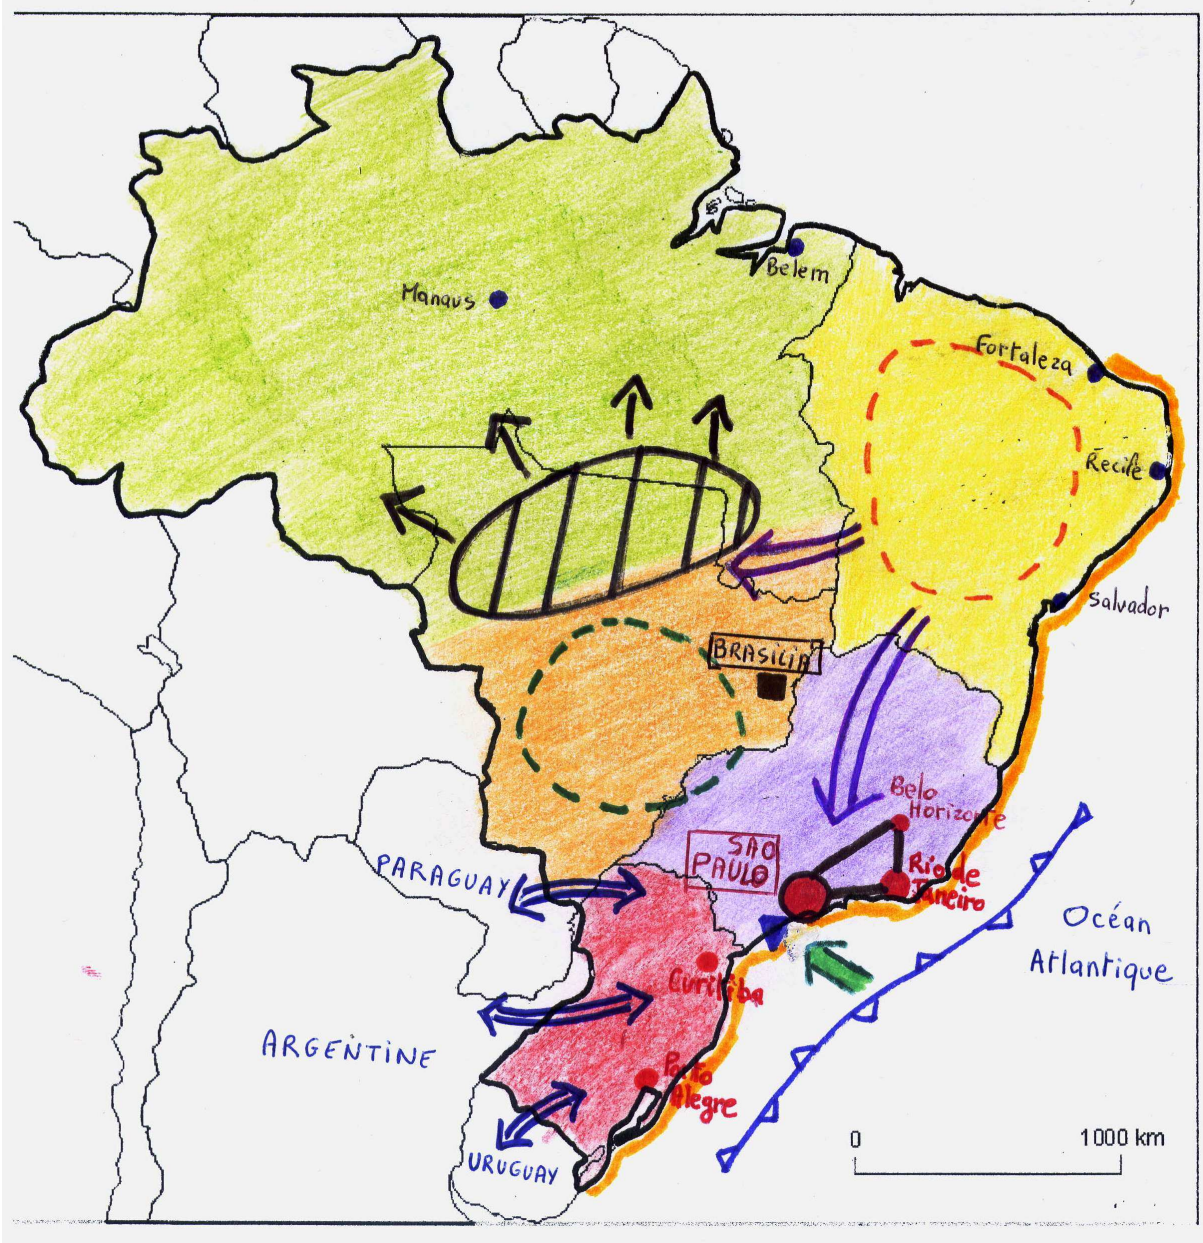 Belem
Manaus
Fortaleza
Recife
Salvador
BRASILIA
Belo
Horizonte
SAO
PAULO
Rio de
Janeiro
PARAGUAY
Océan
Atlantique
Curitiba
ARGENTINE
Porto
Alegre
0 1000 km
URUGUAY